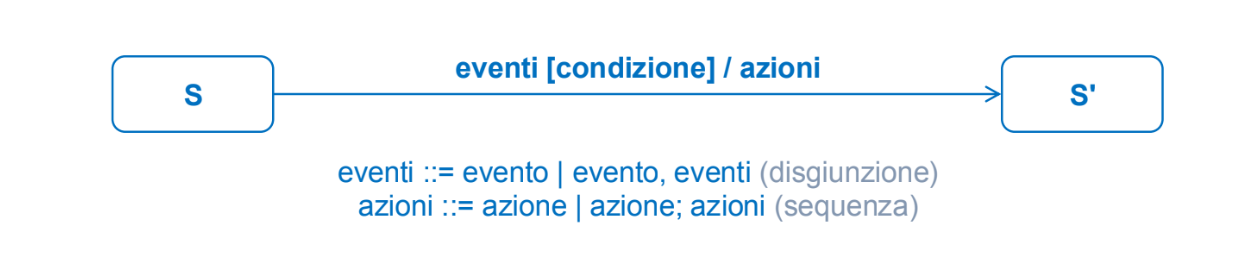 eventi [condizione] / azioni
S
S'
eventi ::= evento | evento, eventi (disgiunzione)
azioni ::= azione | azione; azioni (sequenza)